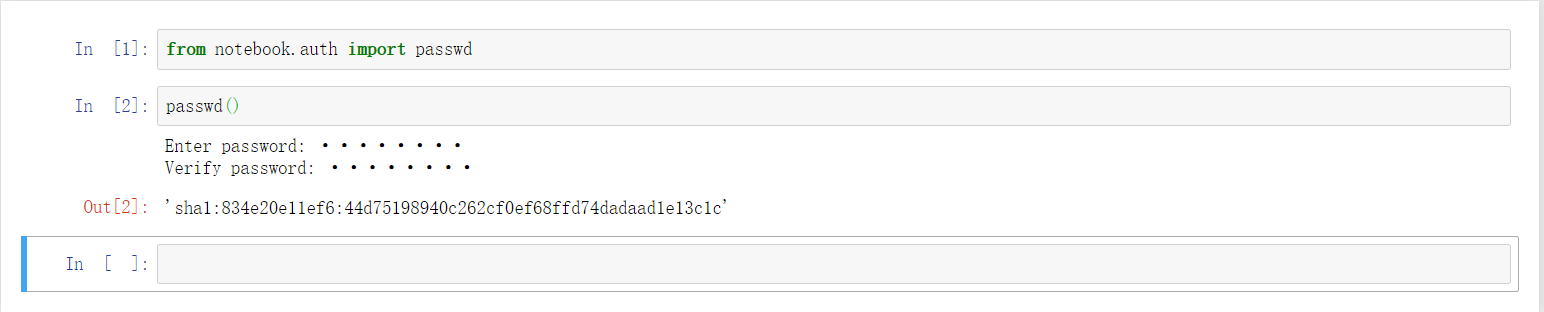 In [1]: from notebook.auth import passwd
In [2]: passwd()
Enter password: ········
Verify password: ········
Out[2]: 'sha1:834e20e11ef6:44d75198940c262cf0ef68ffd74dadaad1e13c1c'
In [ ]: